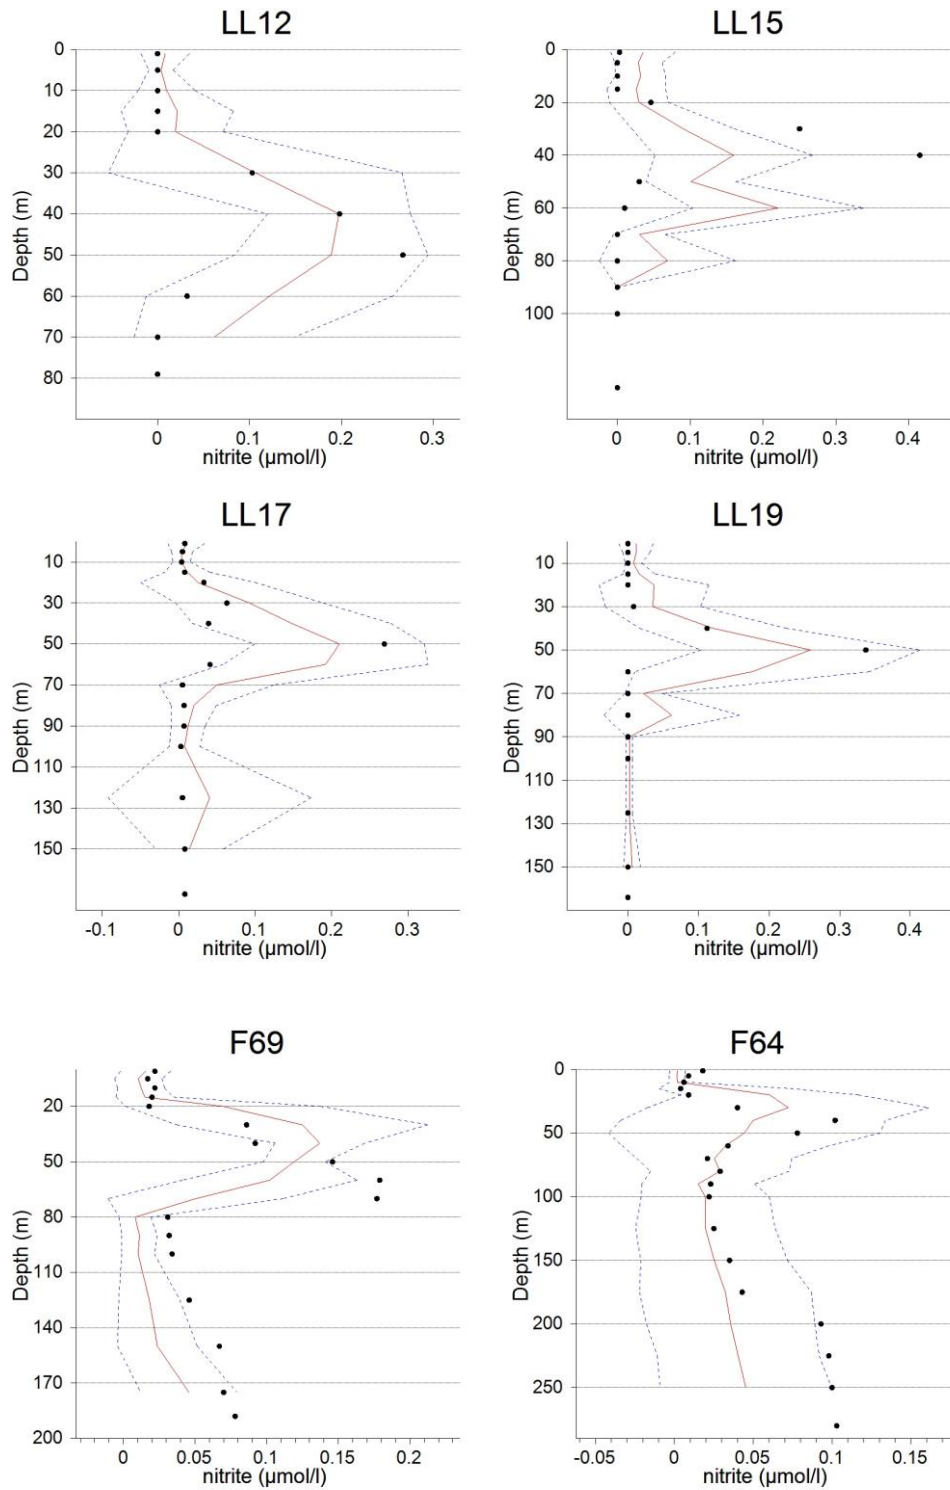 LL12
0
10
20
30
40
50
60
70
80
Depth (m)
0 0.1 0.2 0.3
nitrite (µmol/l)
LL15
0
20
40
60
80
100
Depth (m)
0 0.1 0.2 0.3 0.4
nitrite (µmol/l)
LL17
10
30
50
70
90
110
130
150
Depth (m)
-0.1 0 0.1 0.2 0.3
nitrite (µmol/l)
LL19
10
30
50
70
90
110
130
150
Depth (m)
0 0.1 0.2 0.3 0.4
nitrite (µmol/l)
F69
20
50
80
110
140
170
200
Depth (m)
0 0.05 0.1 0.15 0.2
nitrite (µmol/l)
F64
0
50
100
150
200
250
Depth (m)
-0.05 0 0.05 0.1 0.15
nitrite (µmol/l)